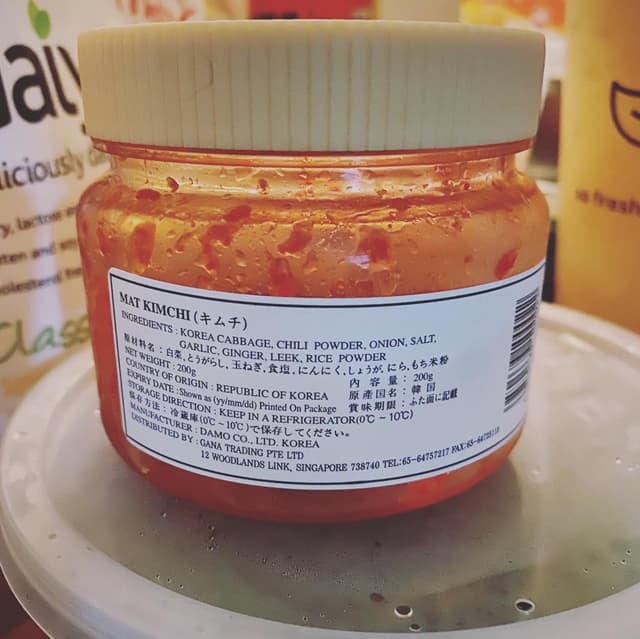 MAT KIMCHI (キムチ)
INGREDIENTS : KOREA CABBAGE, CHILI POWDER, ONION, SALT,
GARLIC, GINGER, LEEK, RICE POWDER
原材料名 : 白菜, とうがらし, 玉ねぎ, 食塩, にんにく, しょうが, にら, もち米粉
NET WEIGHT : 200g
内 容 量 : 200g
COUNTRY OF ORIGIN : REPUBLIC OF KOREA
原産国名 : 韓国
EXPIRY DATE : Shown as (yy/mm/dd) Printed On Package
賞味期限 : ふた面に記載
STORAGE DIRECTION : KEEP IN A REFRIGERATOR(0℃ ~ 10℃)
保存方法 : 冷蔵庫(0℃~10℃)で保存してください。
MANUFACTURER : DAMO CO., LTD. KOREA
DISTRIBUTED BY : GANA TRADING PTE LTD
12 WOODLANDS LINK, SINGAPORE 738740 TEL:65-64757217 FAX:65-
Class
so fresh